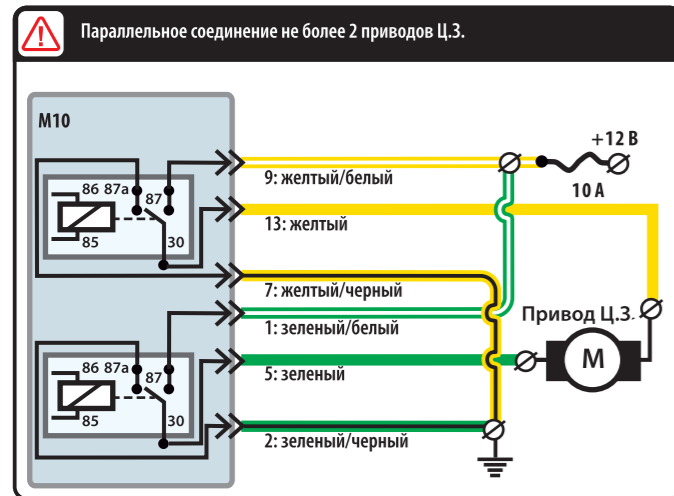 Параллельное соединение не более 2 приводов Ц.З.
M10
+12 В
10 А
9: желтый/белый
86 87a 87
85 30
13: желтый
7: желтый/черный
1: зеленый/белый
Привод Ц.З.
M
86 87a 87
85 30
5: зеленый
2: зеленый/черный